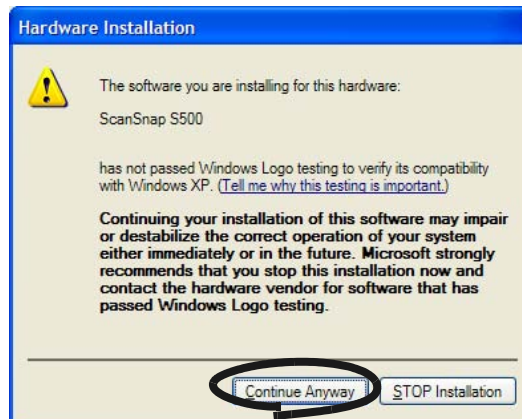 Hardware Installation
The software you are installing for this hardware:
ScanSnap S500
has not passed Windows Logo testing to verify its compatibility
with Windows XP. (Tell me why this testing is important.)
Continuing your installation of this software may impair
or destabilize the correct operation of your system
either immediately or in the future. Microsoft strongly
recommends that you stop this installation now and
contact the hardware vendor for software that has
passed Windows Logo testing.
Continue Anyway STOP Installation